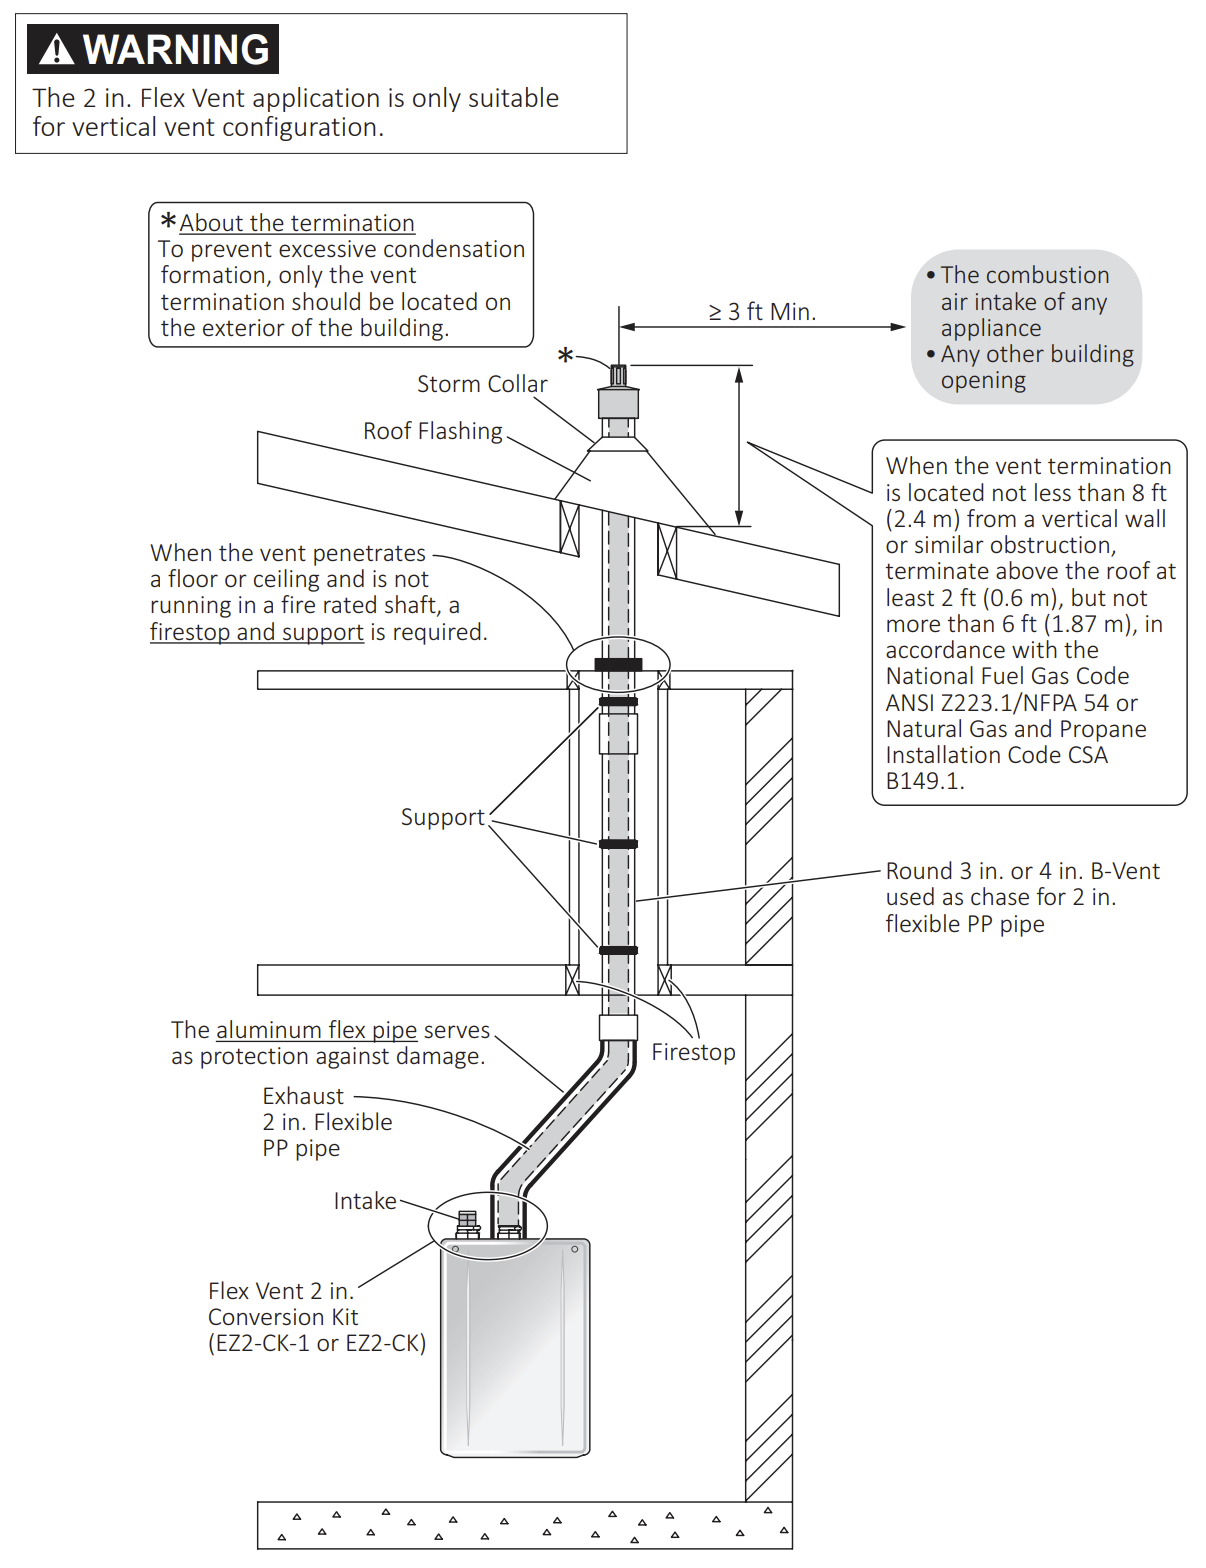 WARNING
The 2 in. Flex Vent application is only suitable
for vertical vent configuration.
*About the termination
To prevent excessive condensation
formation, only the vent
termination should be located on
the exterior of the building.
≥ 3 ft Min.
• The combustion
air intake of any
appliance
• Any other building
opening
*
Storm Collar
Roof Flashing
When the vent termination
is located not less than 8 ft
(2.4 m) from a vertical wall
or similar obstruction,
terminate above the roof at
least 2 ft (0.6 m), but not
more than 6 ft (1.87 m), in
accordance with the
National Fuel Gas Code
ANSI Z223.1/NFPA 54 or
Natural Gas and Propane
Installation Code CSA
B149.1.
When the vent penetrates
a floor or ceiling and is not
running in a fire rated shaft, a
firestop and support is required.
Support
Round 3 in. or 4 in. B-Vent
used as chase for 2 in.
flexible PP pipe
The aluminum flex pipe serves
as protection against damage.
Firestop
Exhaust
2 in. Flexible
PP pipe
Intake
Flex Vent 2 in.
Conversion Kit
(EZ2-CK-1 or EZ2-CK)